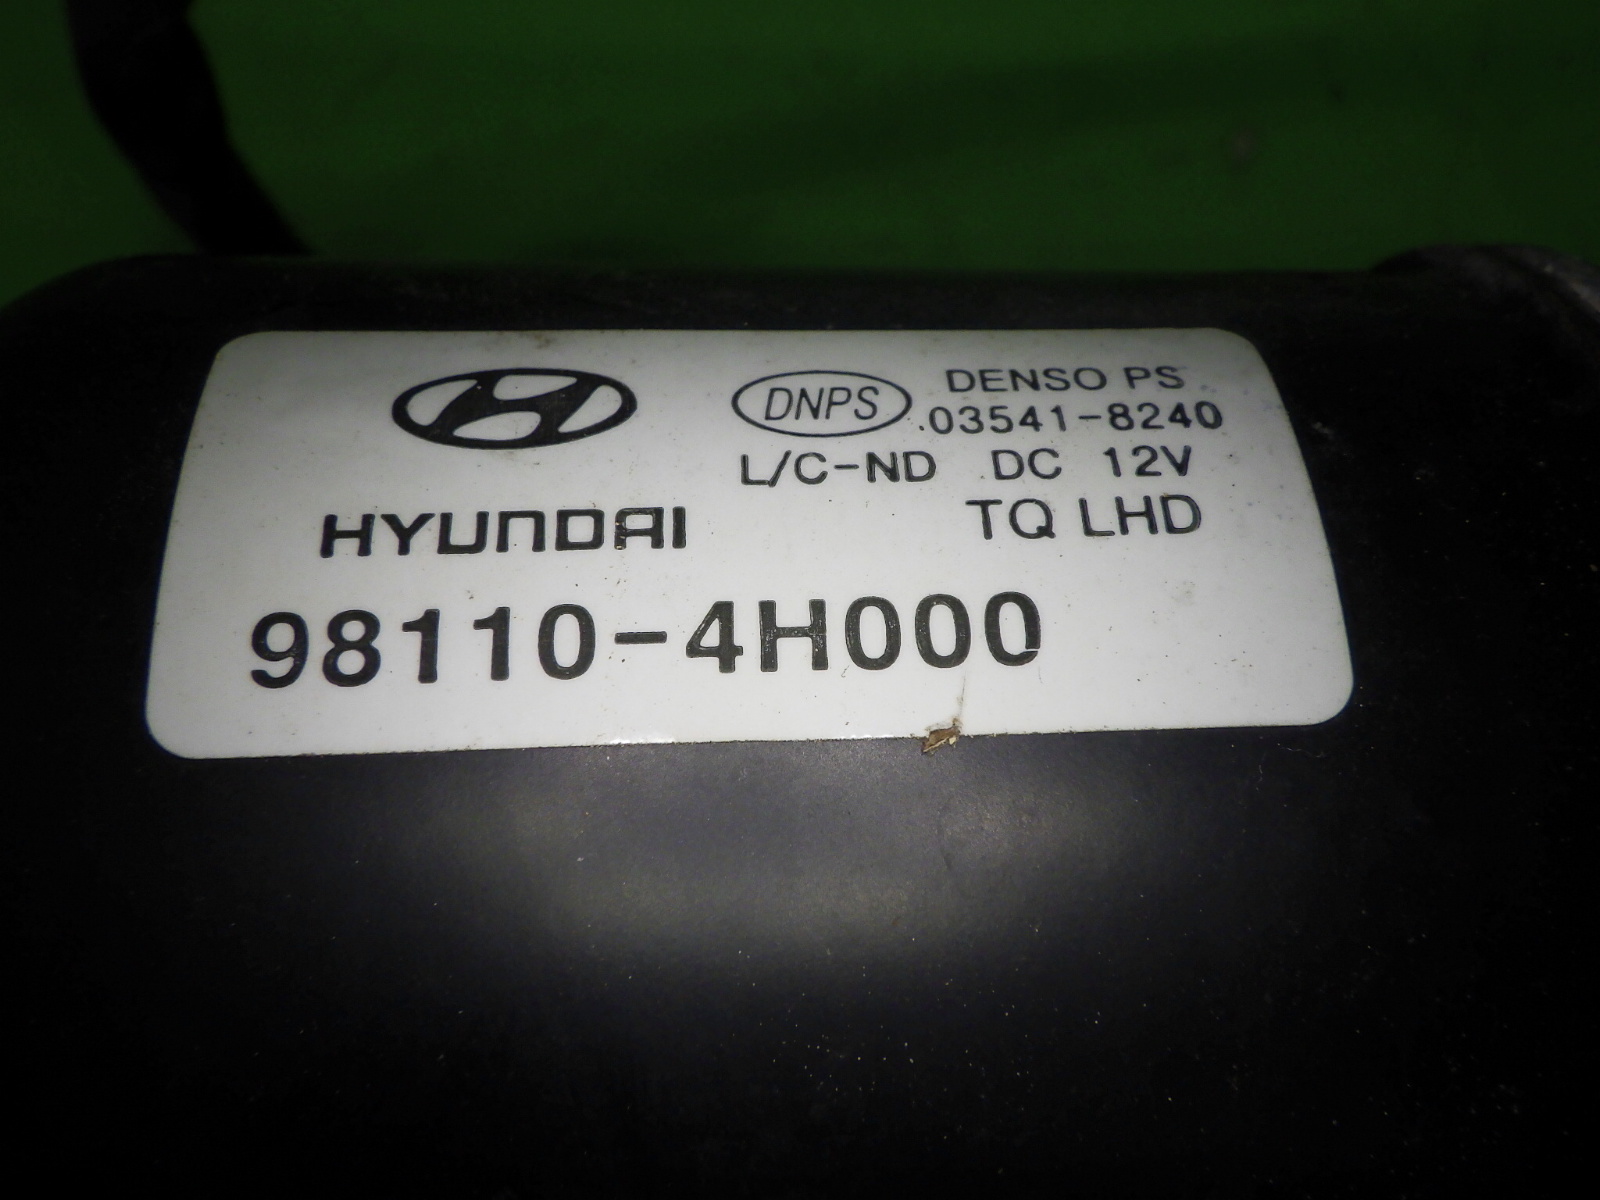 DNPS DENSO PS
.03541-8240
L/C-ND DC 12V
HYUNDAI TQ LHD
98110-4H000